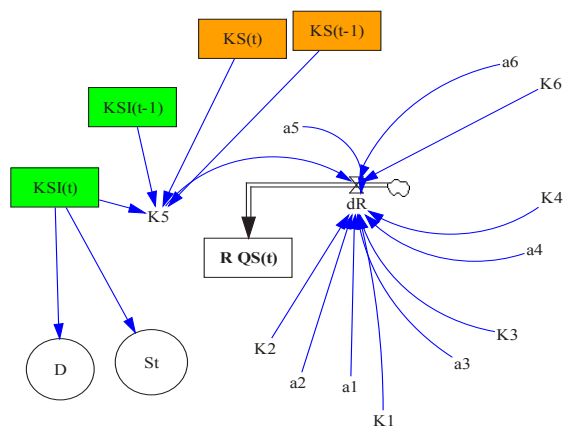 KS(t-1)
KS(t)
a6
K6
KSI(t-1)
a5
KSI(t)
K5
dR
K4
R QS(t)
a4
K2
K3
a3
D
St
a2
a1
K1